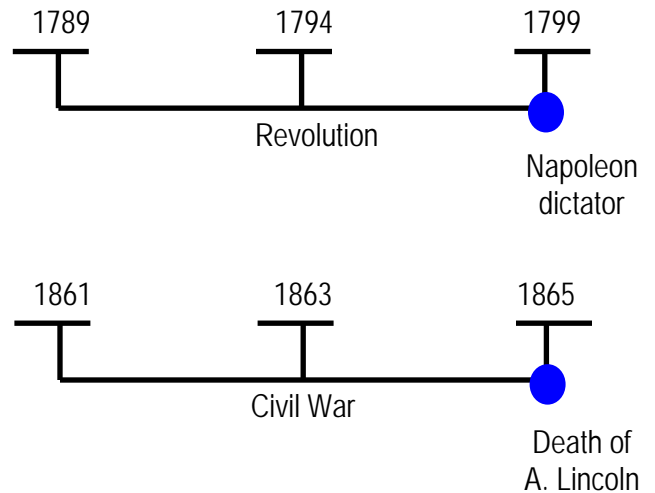 1789 1794 1799
Revolution
Napoleon
dictator
1861 1863 1865
Civil War
Death of
A. Lincoln